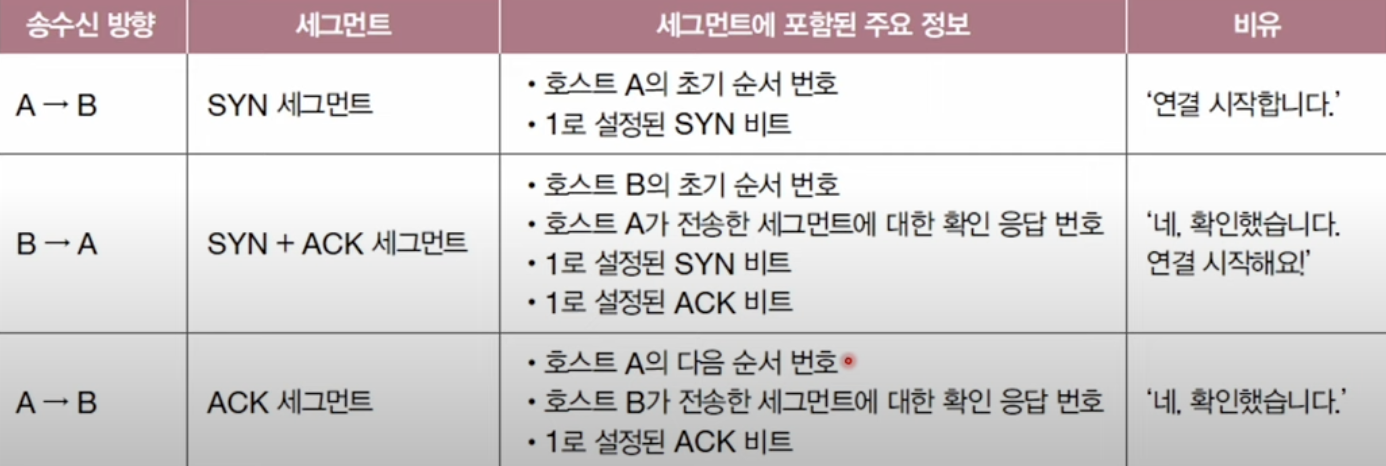 송수신 방향 세그먼트 세그먼트에 포함된 주요 정보 비유
A → B SYN 세그먼트
• 호스트 A의 초기 순서 번호
• 1로 설정된 SYN 비트
‘연결 시작합니다.’
B → A SYN + ACK 세그먼트
• 호스트 B의 초기 순서 번호
• 호스트 A가 전송한 세그먼트에 대한 확인 응답 번호
• 1로 설정된 SYN 비트
• 1로 설정된 ACK 비트
‘네, 확인했습니다.
연결 시작해요!’
A → B ACK 세그먼트
• 호스트 A의 다음 순서 번호
• 호스트 B가 전송한 세그먼트에 대한 확인 응답 번호
• 1로 설정된 ACK 비트
‘네, 확인했습니다.’